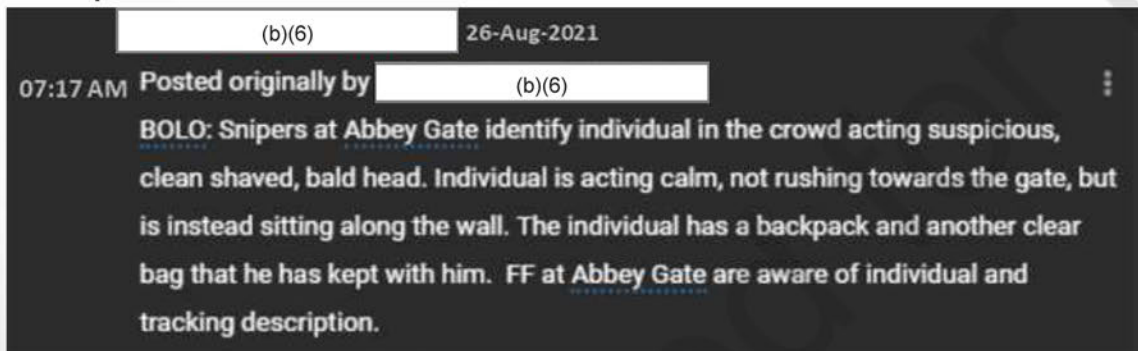 (b)(6) 26-Aug-2021
07:17 AM Posted originally by (b)(6)
BOLO: Snipers at Abbey Gate identify individual in the crowd acting suspicious,
clean shaved, bald head. Individual is acting calm, not rushing towards the gate, but
is instead sitting along the wall. The individual has a backpack and another clear
bag that he has kept with him. FF at Abbey Gate are aware of individual and
tracking description.